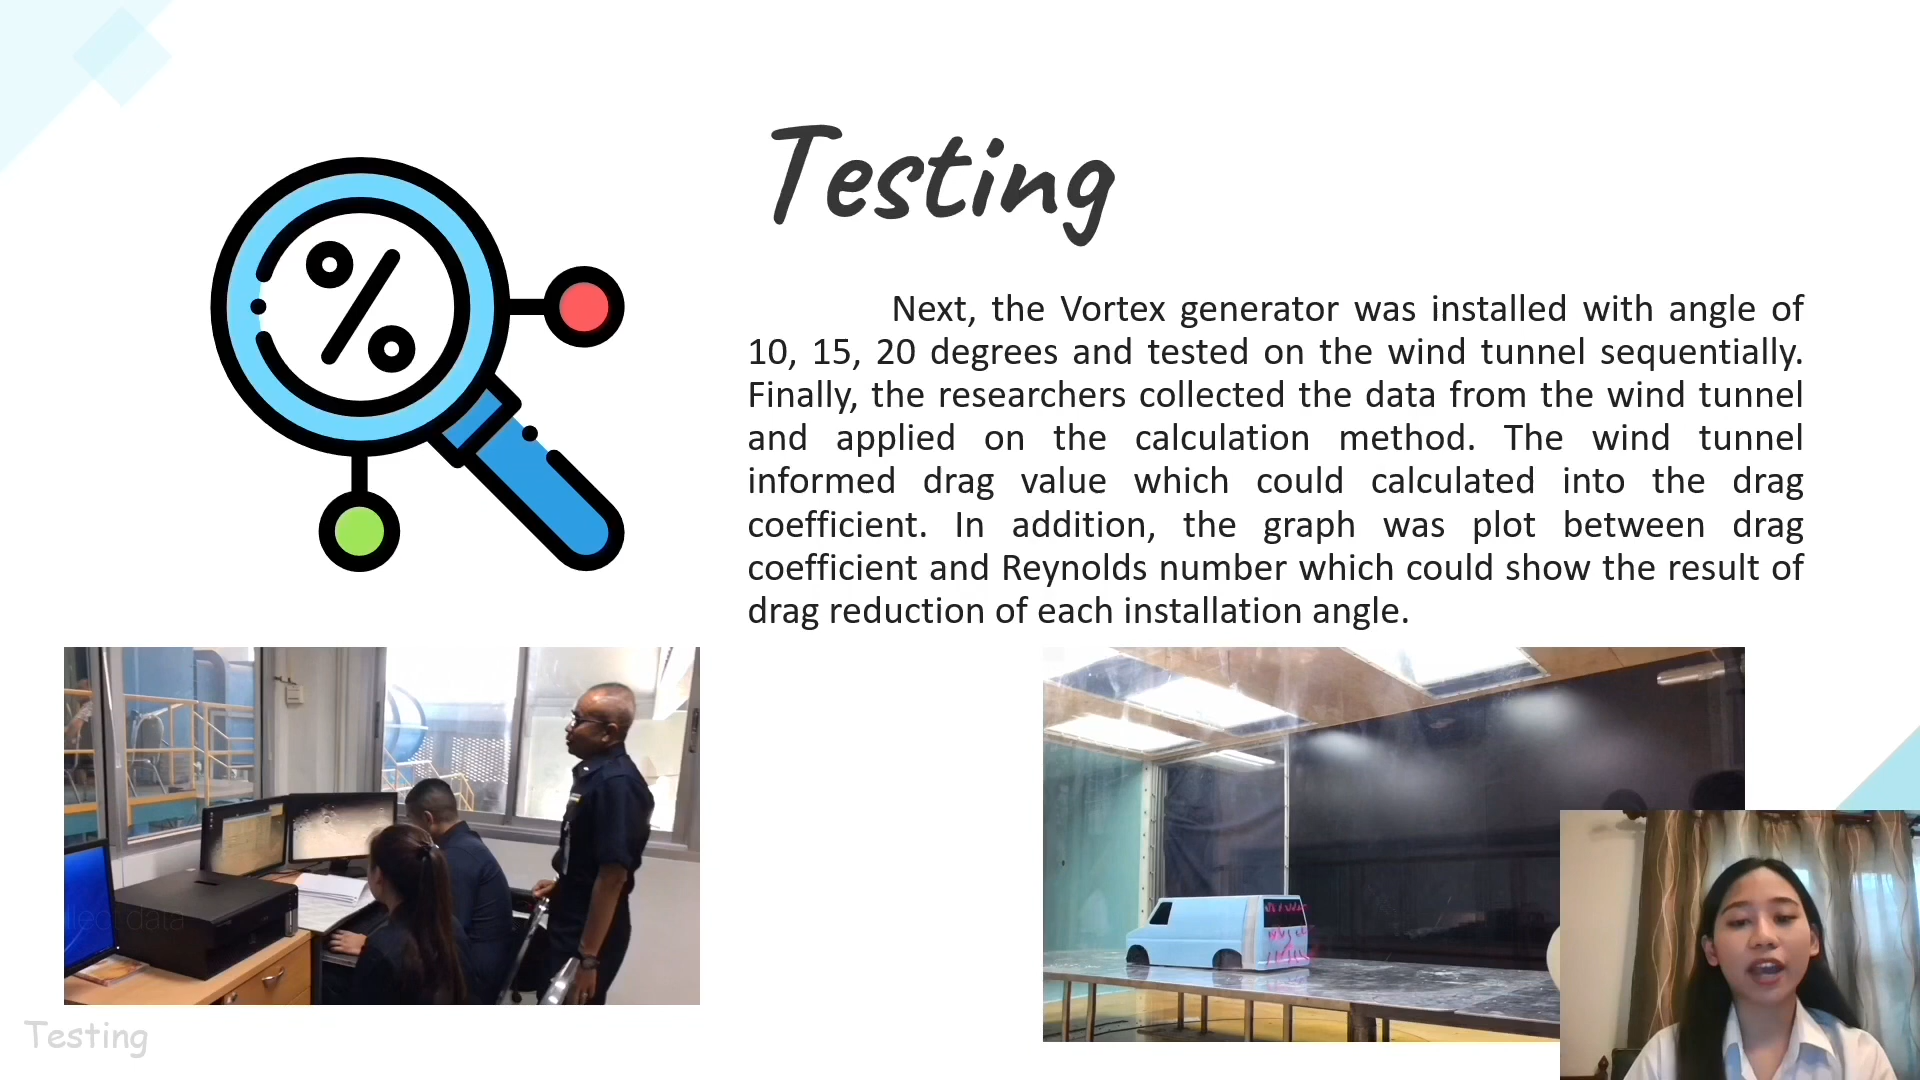 Testing
Next, the Vortex generator was installed with angle of
10, 15, 20 degrees and tested on the wind tunnel sequentially.
Finally, the researchers collected the data from the wind tunnel
and applied on the calculation method. The wind tunnel
informed drag value which could calculated into the drag
coefficient. In addition, the graph was plot between drag
coefficient and Reynolds number which could show the result of
drag reduction of each installation angle.
%
data
Testing